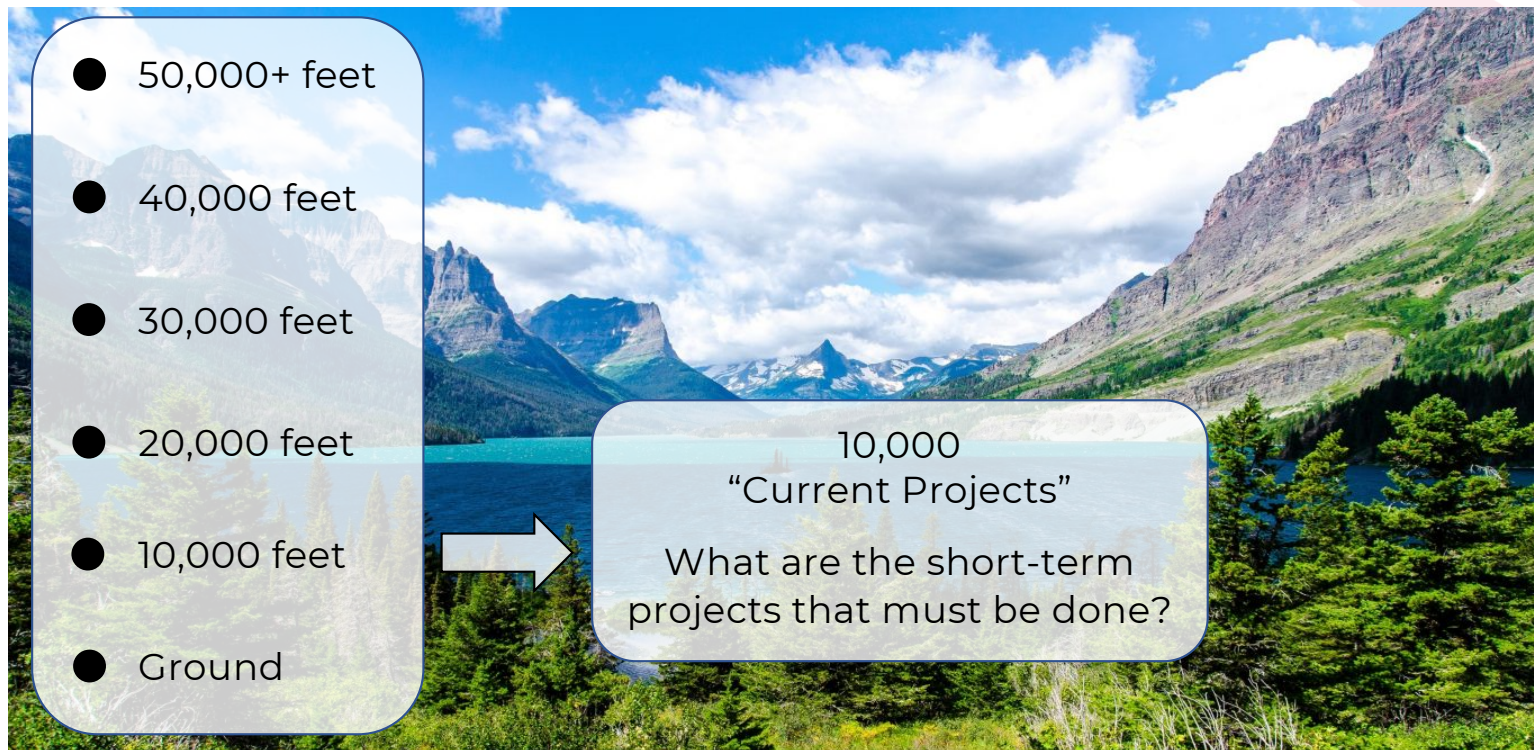 50,000+ feet
40,000 feet
30,000 feet
20,000 feet
10,000 feet
Ground
10,000
“Current Projects”
What are the short-term
projects that must be done?